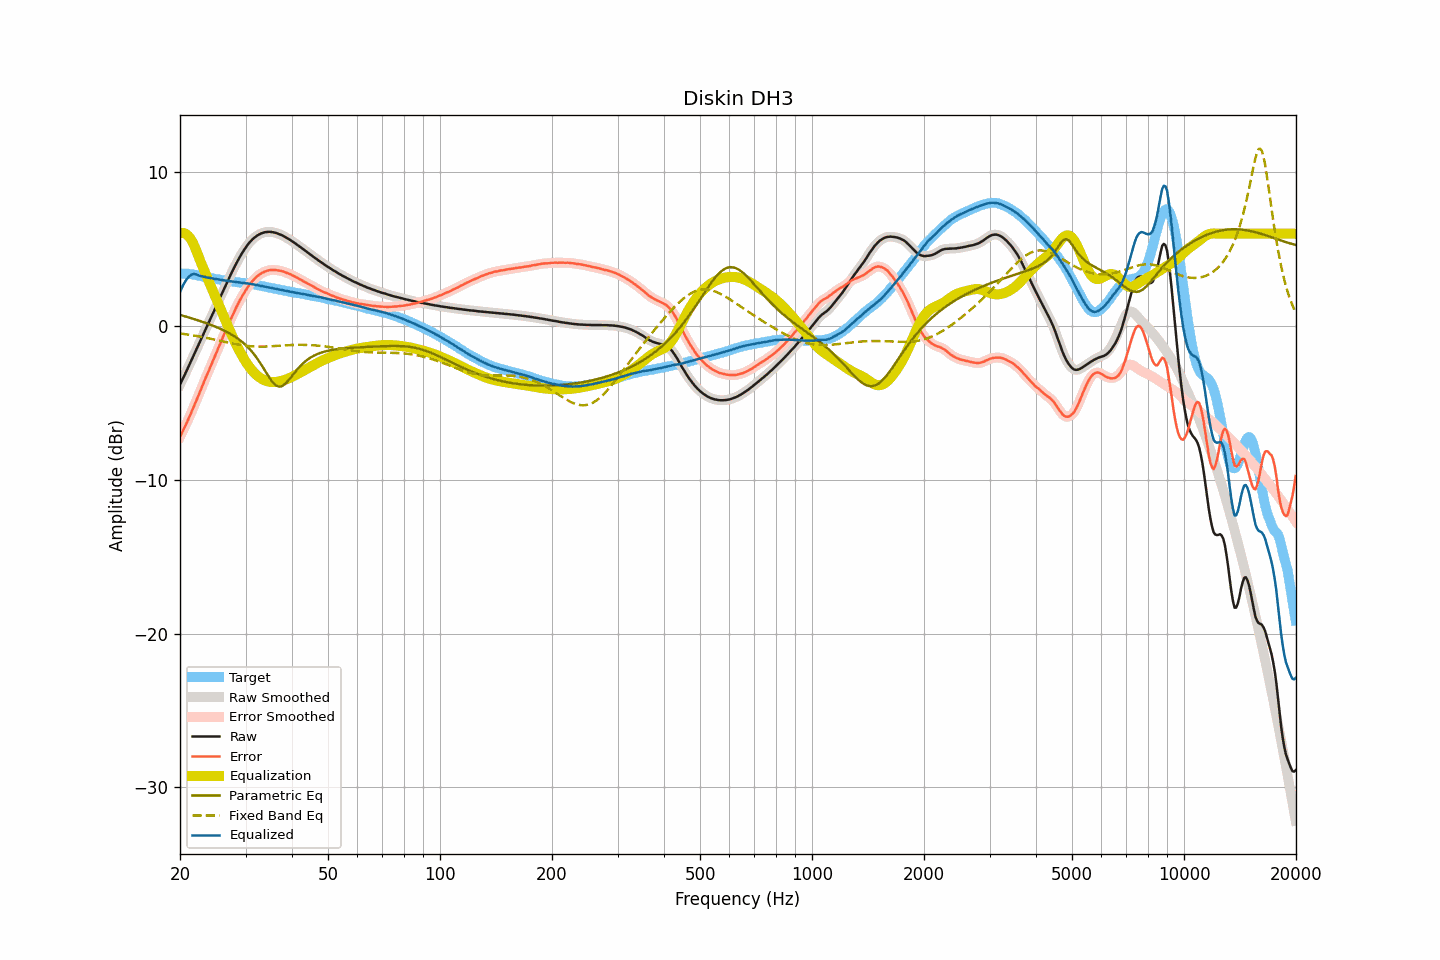 Diskin DH3
Amplitude (dBr)
10
0
−10
−20
−30
Target
Raw Smoothed
Error Smoothed
Raw
Error
Equalization
Parametric Eq
Fixed Band Eq
Equalized
20 50 100 200 500 1000 2000 5000 10000 20000
Frequency (Hz)